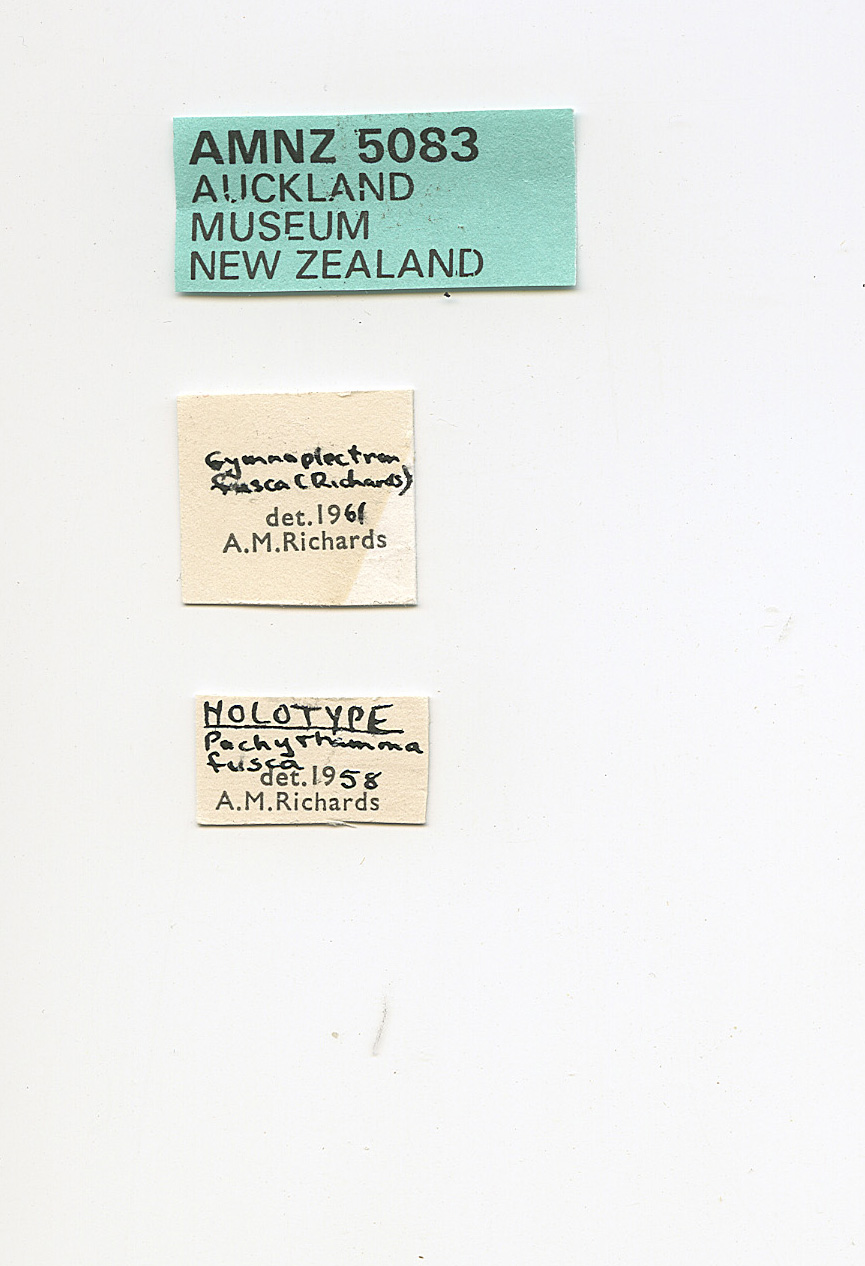 AMNZ 5083
AUCKLAND
MUSEUM
NEW ZEALAND
Gymnoplectron
fusca (Richards)
det. 1961
A.M.Richards
HOLOTYPE
Pachyrhamma
fusca
det. 1958
A.M.Richards